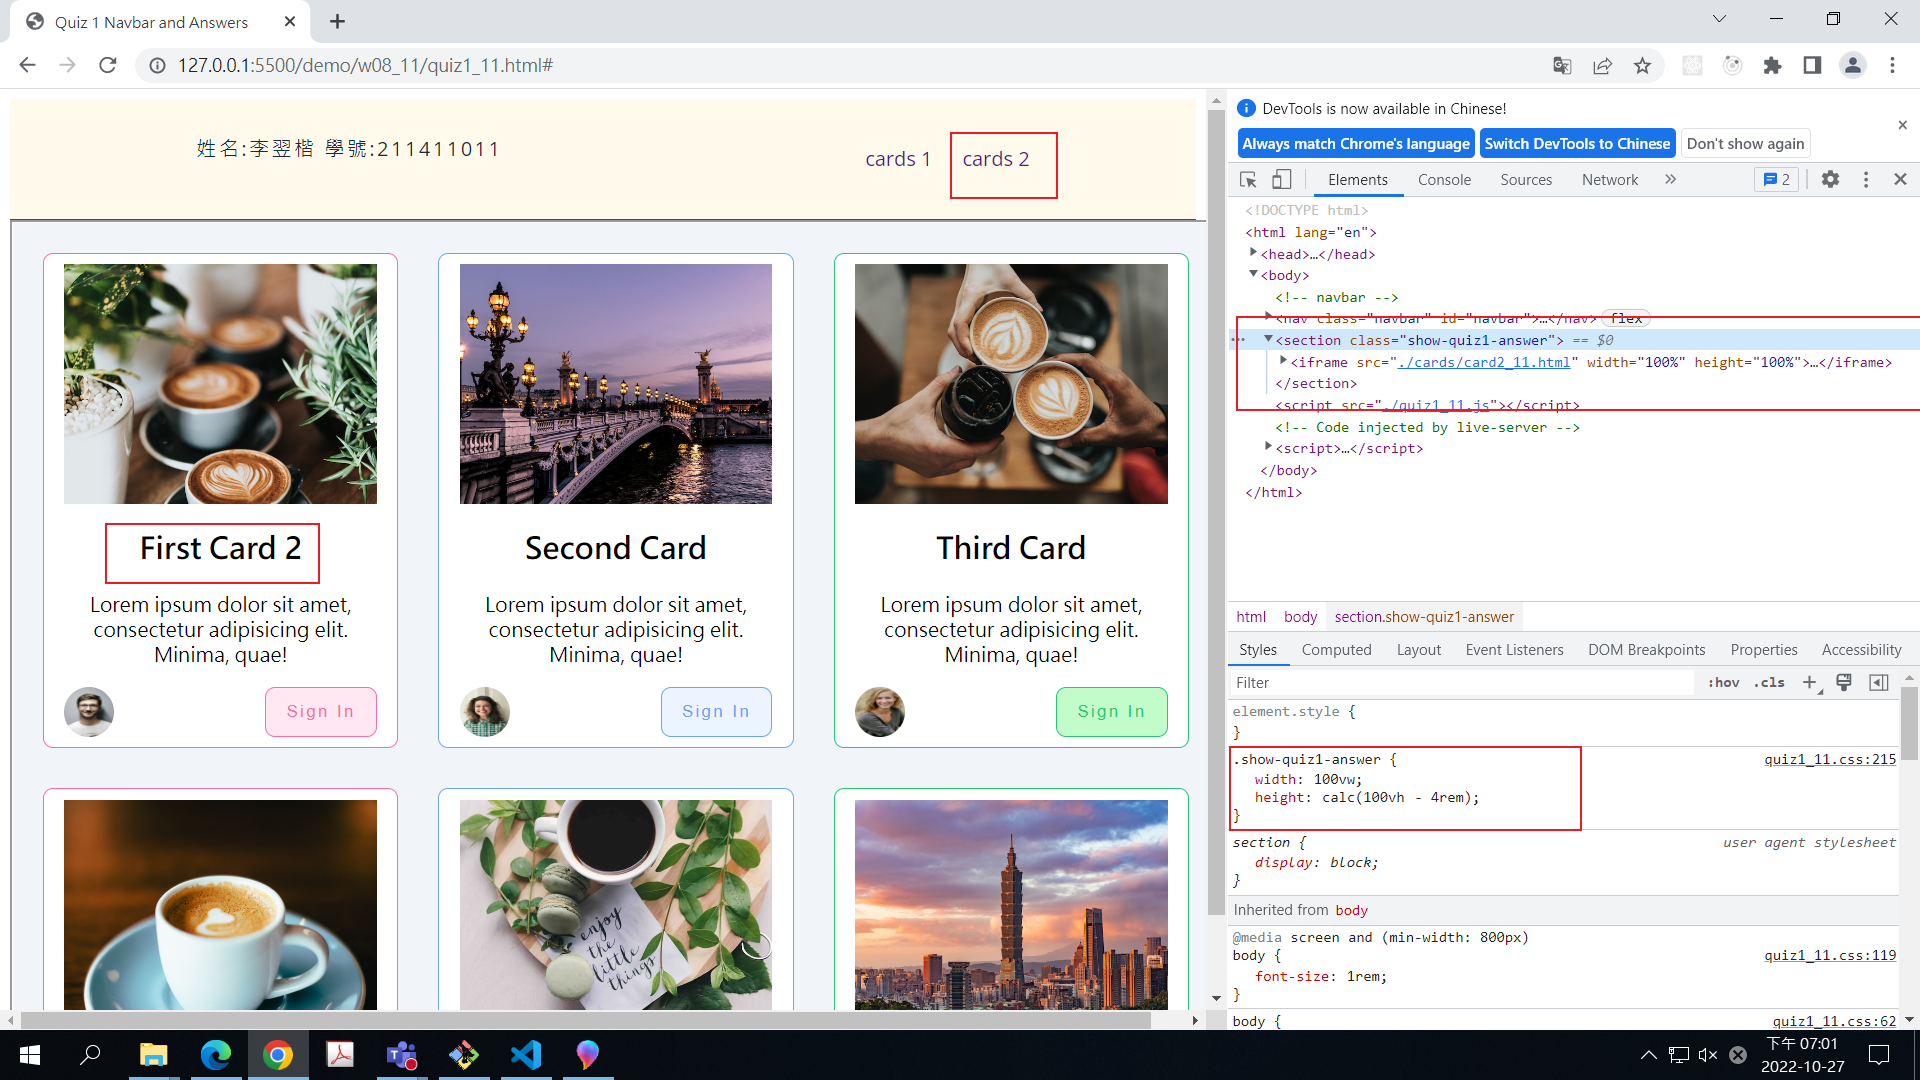 Quiz 1 Navbar and Answers
127.0.0.1:5500/demo/w08_11/quiz1_11.html#
姓名:李翌楷 學號:211411011
cards 1
cards 2
First Card 2
Lorem ipsum dolor sit amet,
consectetur adipisicing elit.
Minima, quae!
Sign In
Second Card
Lorem ipsum dolor sit amet,
consectetur adipisicing elit.
Minima, quae!
Sign In
Third Card
Lorem ipsum dolor sit amet,
consectetur adipisicing elit.
Minima, quae!
Sign In
enjoy
the
little
things
DevTools is now available in Chinese!
Always match Chrome's language
Switch DevTools to Chinese
Don't show again
Elements
Console
Sources
Network
2
<!DOCTYPE html>
<html lang="en">
<head>…</head>
<body>
<!-- navbar -->
<nav class="navbar" id="navbar">…</nav> flex
<section class="show-quiz1-answer"> == $0
<iframe src="./cards/card2_11.html" width="100%" height="100%">…</iframe>
</section>
<script src="./quiz1_11.js"></script>
<!-- Code injected by live-server -->
<script>…</script>
</body>
</html>
html
body
section.show-quiz1-answer
Styles
Computed
Layout
Event Listeners
DOM Breakpoints
Properties
Accessibility
Filter
:hov
.cls
element.style {
}
.show-quiz1-answer {
quiz1_11.css:215
width: 100vw;
height: calc(100vh - 4rem);
}
section {
user agent stylesheet
display: block;
}
Inherited from body
@media screen and (min-width: 800px)
body {
quiz1_11.css:119
font-size: 1rem;
}
body {
quiz1_11.css:62
下午 07:01
2022-10-27